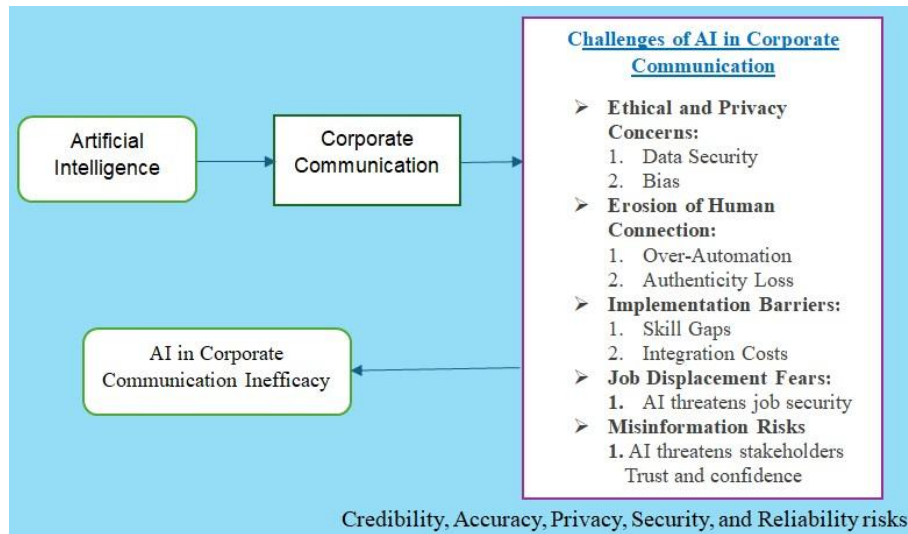 Artificial
Intelligence
Corporate
Communication
Challenges of AI in Corporate
Communication
➢ Ethical and Privacy
Concerns:
1. Data Security
2. Bias
➢ Erosion of Human
Connection:
1. Over-Automation
2. Authenticity Loss
➢ Implementation Barriers:
1. Skill Gaps
2. Integration Costs
➢ Job Displacement Fears:
1. AI threatens job security
➢ Misinformation Risks
1. AI threatens stakeholders
Trust and confidence
AI in Corporate
Communication Inefficacy
Credibility, Accuracy, Privacy, Security, and Reliability risks